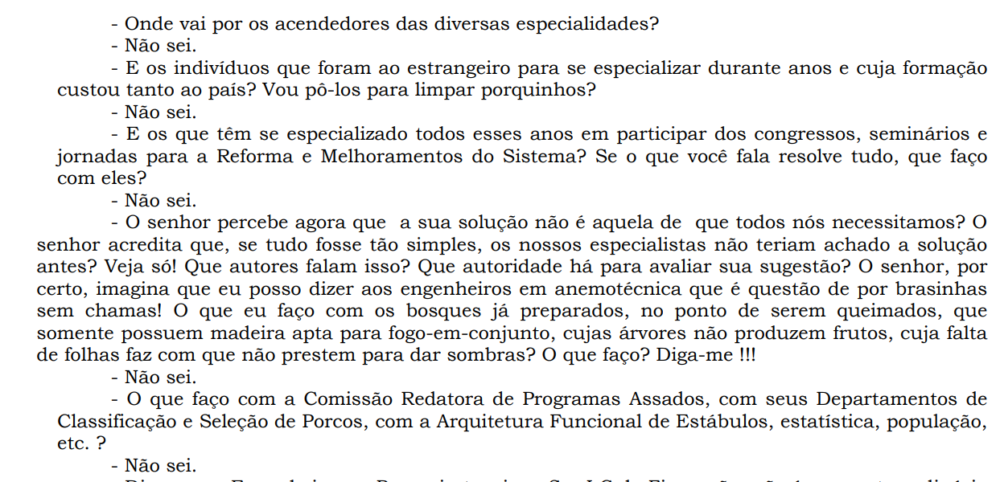 - Onde vai por os acendedores das diversas especialidades?
- Não sei.
- E os indivíduos que foram ao estrangeiro para se especializar durante anos e cuja formação
custou tanto ao país? Vou pô-los para limpar porquinhos?
- Não sei.
- E os que têm se especializado todos esses anos em participar dos congressos, seminários e
jornadas para a Reforma e Melhoramentos do Sistema? Se o que você fala resolve tudo, que faço
com eles?
- Não sei.
- O senhor percebe agora que  a sua solução não é aquela de  que todos nós necessitamos? O
senhor acredita que, se tudo fosse tão simples, os nossos especialistas não teriam achado a solução
antes? Veja só! Que autores falam isso? Que autoridade há para avaliar sua sugestão? O senhor, por
certo, imagina que eu posso dizer aos engenheiros em anemotécnica que é questão de por brasinhas
sem chamas! O que eu faço com os bosques já preparados, no ponto de serem queimados, que
somente possuem madeira apta para fogo-em-conjunto, cujas árvores não produzem frutos, cuja falta
de folhas faz com que não prestem para dar sombras? O que faço? Diga-me !!!
- Não sei.
- O que faço com a Comissão Redatora de Programas Assados, com seus Departamentos de
Classificação e Seleção de Porcos, com a Arquitetura Funcional de Estábulos, estatística, população,
etc. ?
- Não sei.